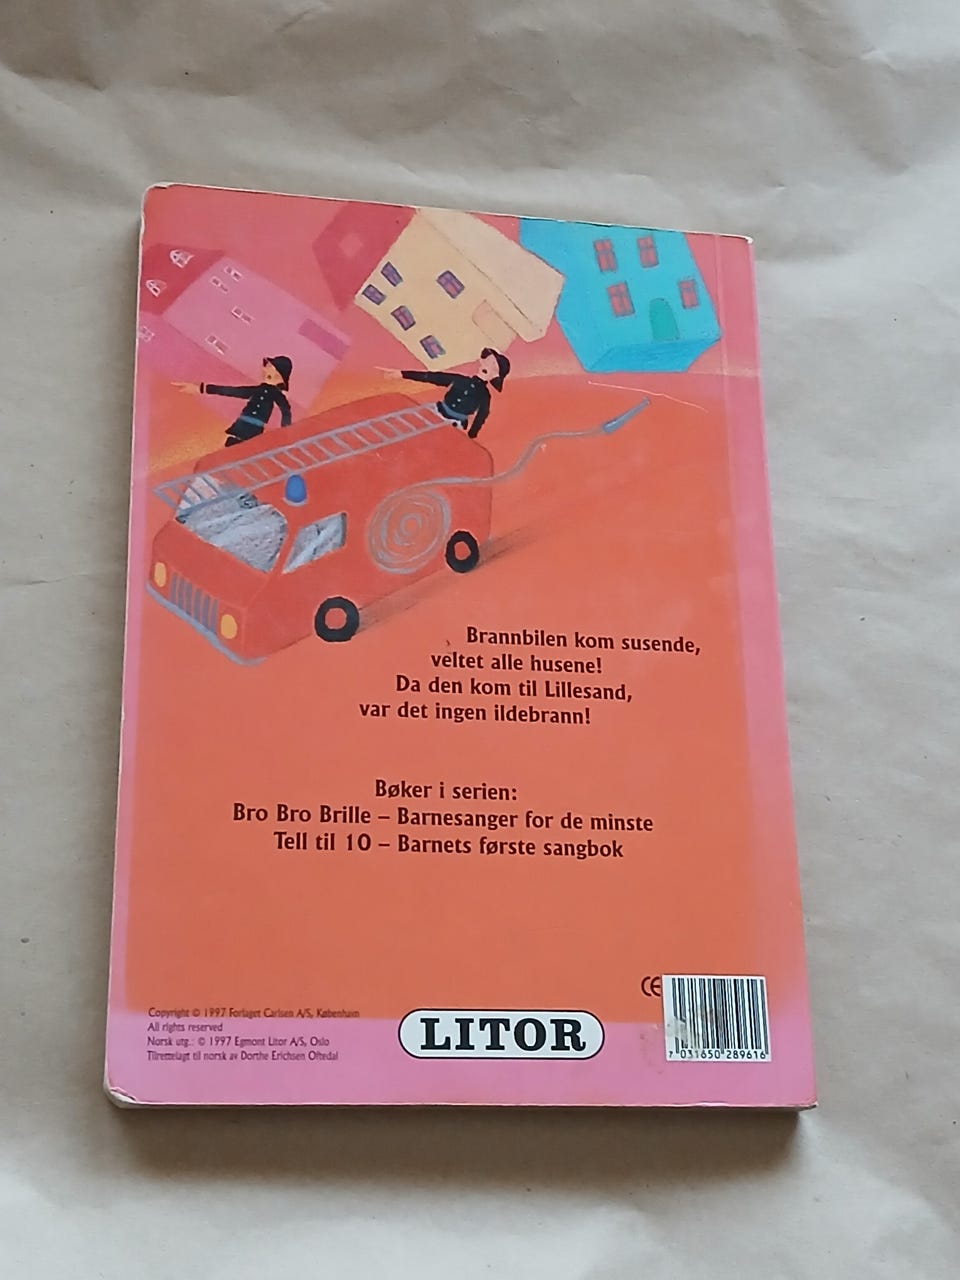 Brannbilen kom susende,
veltet alle husene!
Da den kom til Lillesand,
var det ingen ildebrann!
Bøker i serien:
Bro Bro Brille – Barnesanger for de minste
Tell til 10 – Barnets første sangbok
Copyright © 1997 Forlaget Carlsen A/S, København
All rights reserved
Norsk utg.: © 1997 Egmont Litor A/S, Oslo
Tilrettelagt til norsk av Dorthe Erichsen Oftedal
LITOR
CE
7 031650 289616